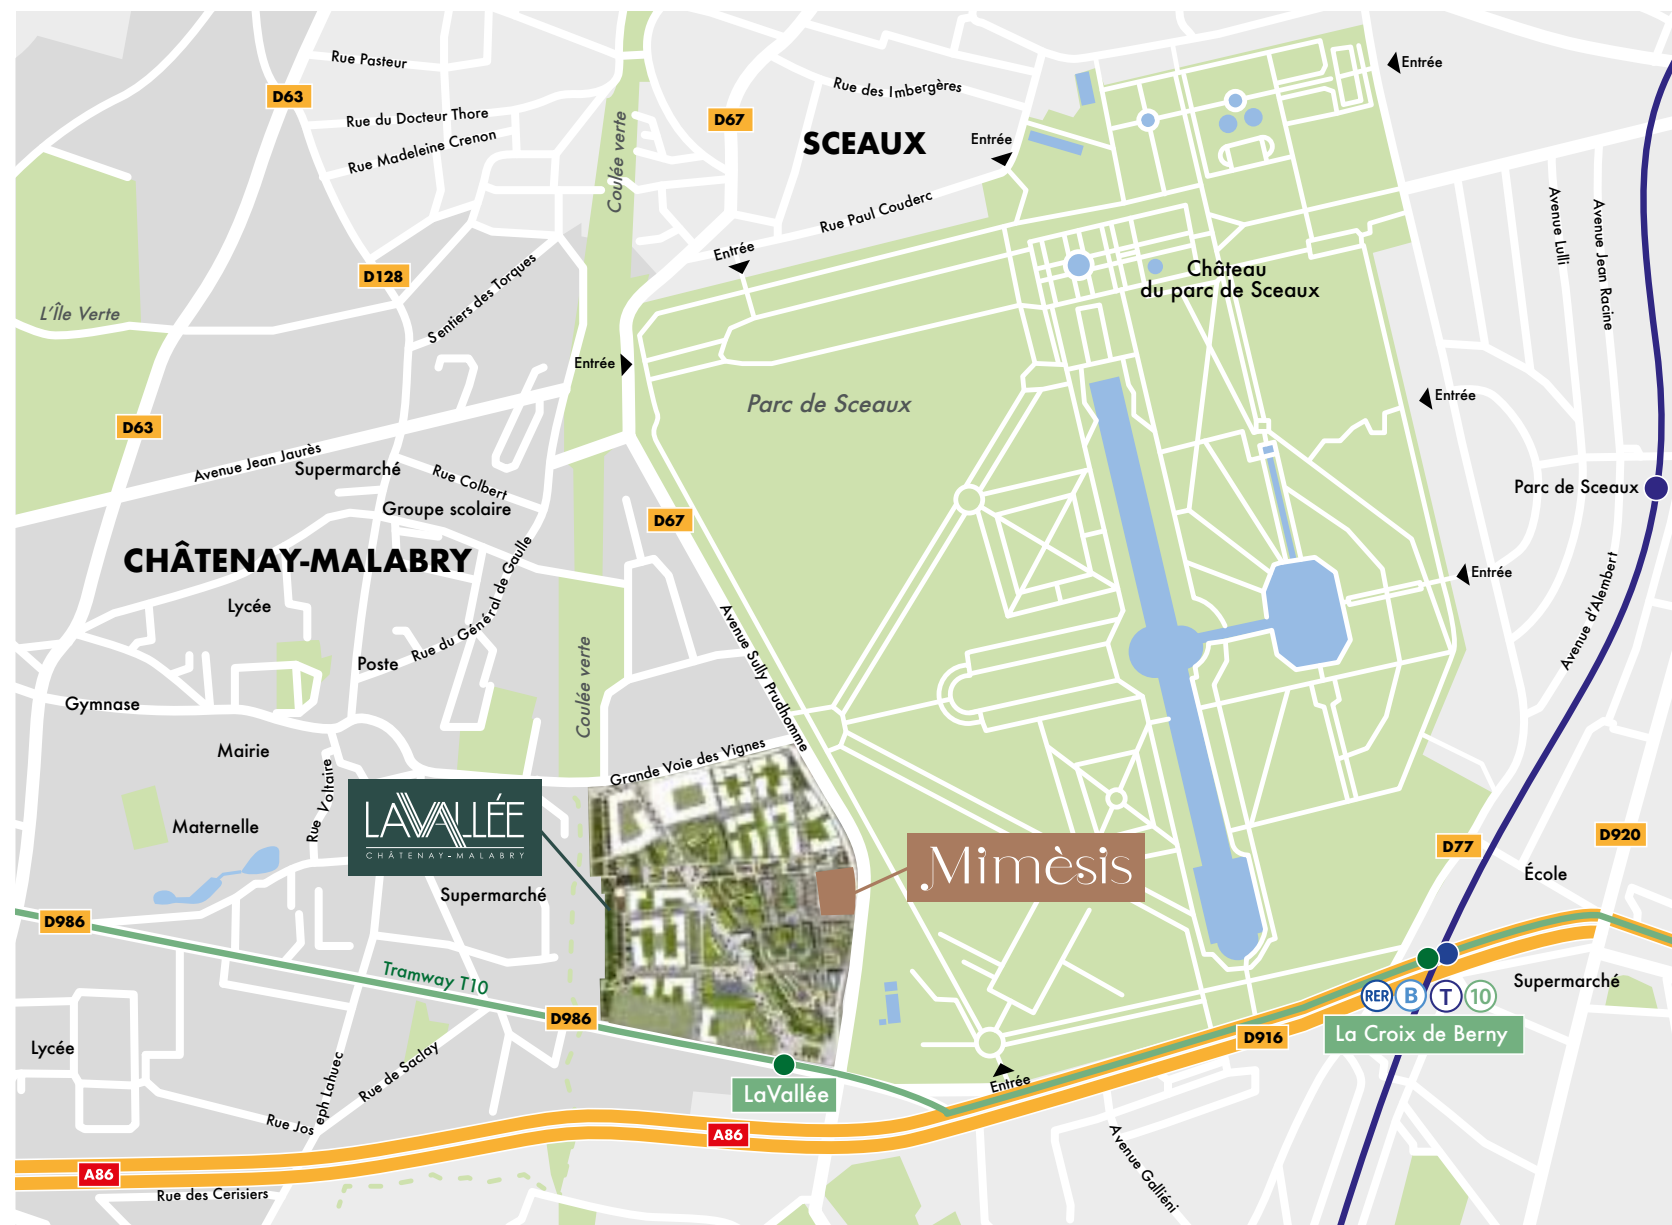 Rue Pasteur
D63
Rue du Docteur Thore
Rue Madeleine Crenon
Coulée verte
D67
Rue des Imbergères
SCEAUX
Entrée
Entrée
Rue Paul Couderc
Entrée
D128
Sentiers des Torques
L'Île Verte
Château
du parc de Sceaux
Avenue Lulli
Avenue Jean Racine
Entrée
Parc de Sceaux
Entrée
D63
Avenue Jean Jaurès
Supermarché
Rue Colbert
Groupe scolaire
D67
Parc de Sceaux
CHÂTENAY-MALABRY
Lycée
Rue du Général de Gaulle
Poste
Entrée
Avenue d'Alembert
Avenue Sully Prudhomme
Coulée verte
Gymnase
Mairie
Grande Voie des Vignes
Rue Voltaire
LAVALLÉE
CHÂTENAY-MALABRY
Maternelle
Supermarché
Mimèsis
D77
D920
École
D986
Tramway T10
D986
Supermarché
RER B T 10
La Croix de Berny
D916
Lycée
Rue de Saclay
Rue Joseph Lahuec
LaVallée
Entrée
A86
A86
Rue des Cerisiers
Avenue Galliéni